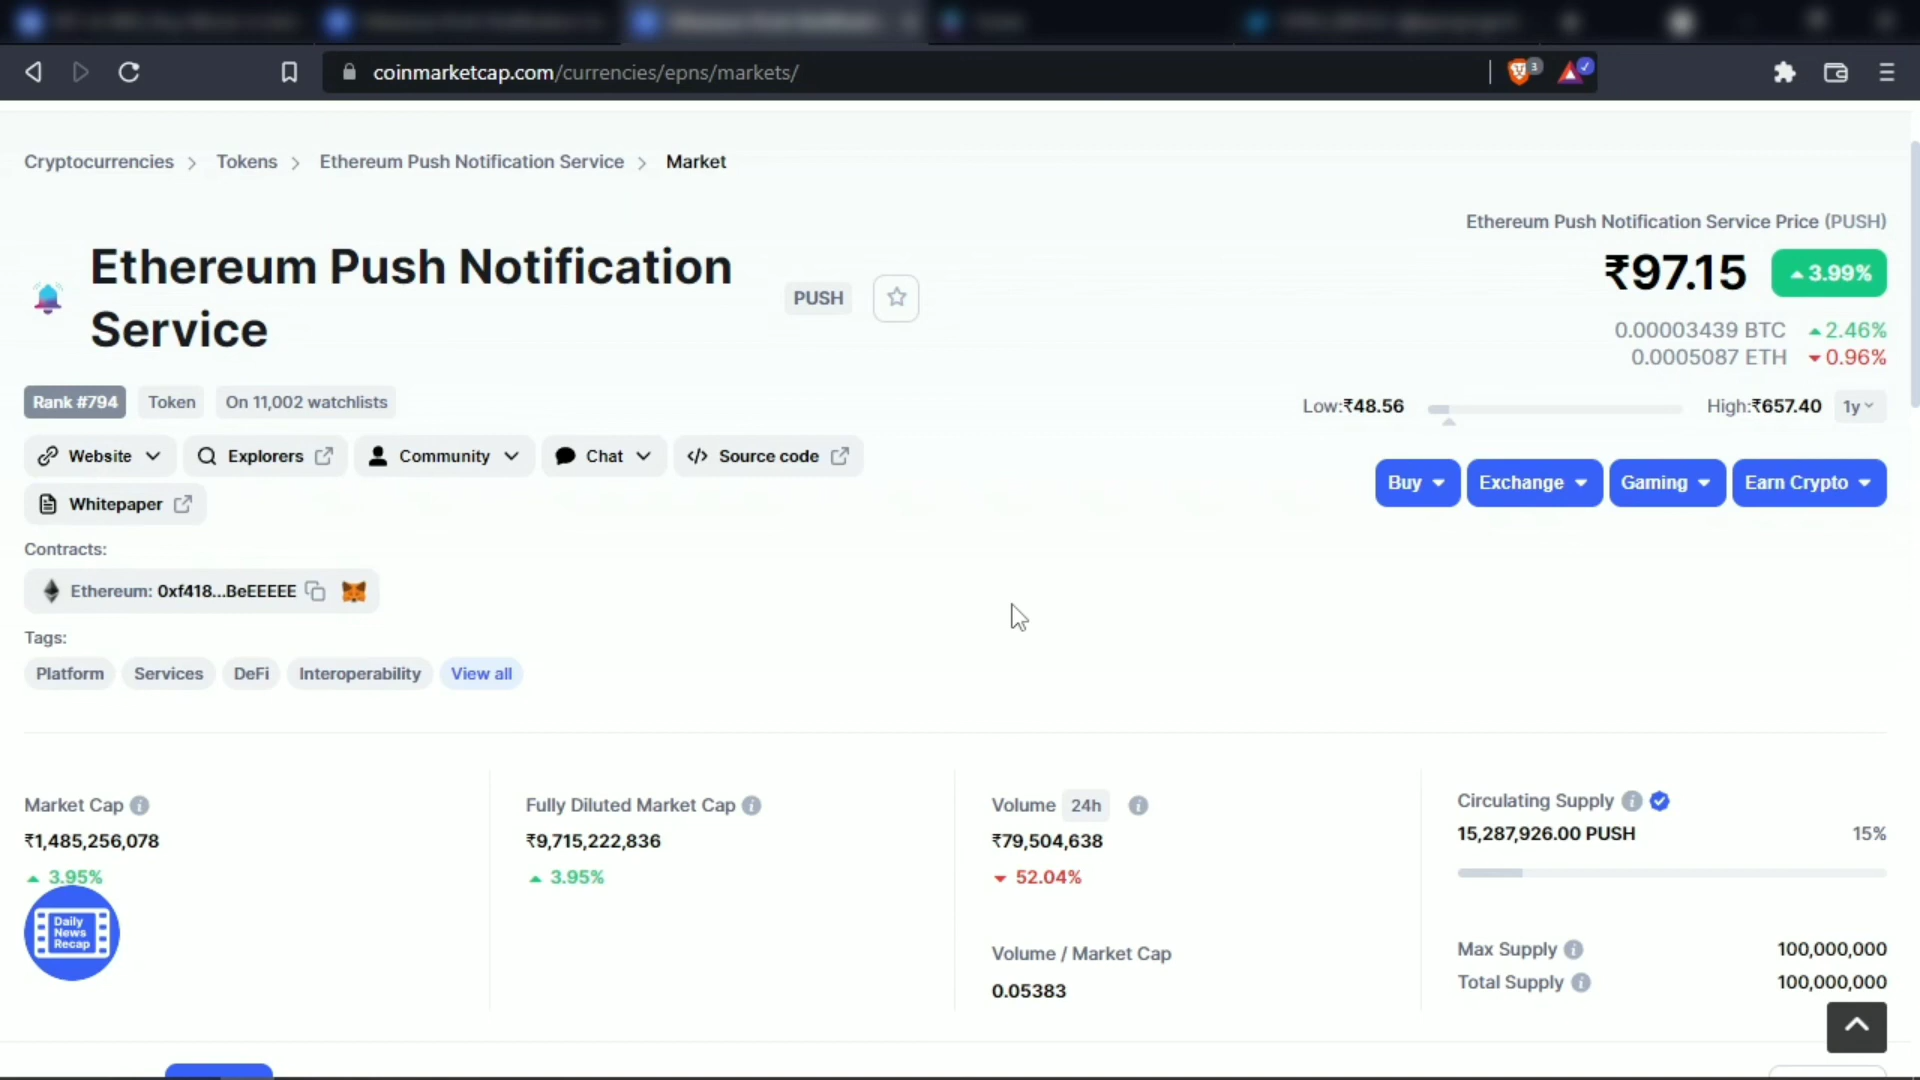 coinmarketcap.com/currencies/epns/markets/
3
Cryptocurrencies > Tokens > Ethereum Push Notification Service > Market
Ethereum Push Notification Service Price (PUSH)
Ethereum Push Notification
Service
PUSH
₹97.15
3.99%
0.00003439 BTC 2.46%
0.0005087 ETH 0.96%
Rank #794 Token On 11,002 watchlists
Low:₹48.56 High:₹657.40 1y
Website Explorers Community Chat Source code
Whitepaper
Buy Exchange Gaming Earn Crypto
Contracts:
Ethereum: 0xf418...BeEEEEE
Tags:
Platform Services DeFi Interoperability View all
Market Cap
₹1,485,256,078
3.95%
Daily
News
Recap
Fully Diluted Market Cap
₹9,715,222,836
3.95%
Volume 24h
₹79,504,638
52.04%
Volume / Market Cap
0.05383
Circulating Supply
15,287,926.00 PUSH 15%
Max Supply 100,000,000
Total Supply 100,000,000